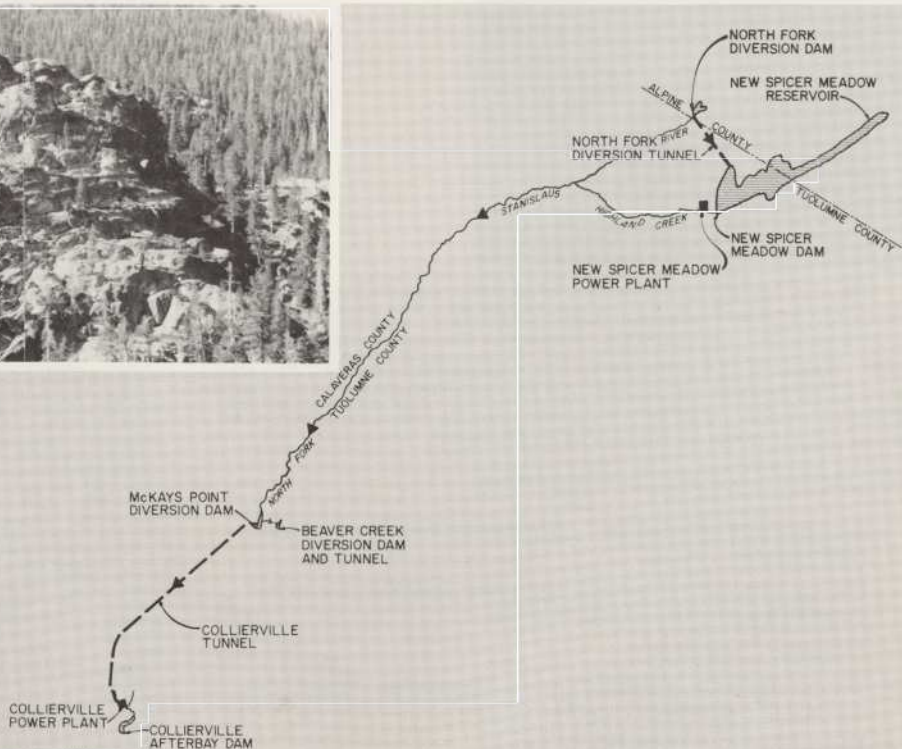 NORTH FORK
DIVERSION DAM
NEW SPICER MEADOW
RESERVOIR
ALPINE COUNTY
NORTH FORK
DIVERSION TUNNEL
RIVER
STANISLAUS
HIGHLAND CREEK
TUOLUMNE COUNTY
NEW SPICER
MEADOW DAM
NEW SPICER MEADOW
POWER PLANT
CALAVERAS COUNTY
TUOLUMNE COUNTY
NORTH FORK
McKAYS POINT
DIVERSION DAM
BEAVER CREEK
DIVERSION DAM
AND TUNNEL
COLLIERVILLE
TUNNEL
COLLIERVILLE
POWER PLANT
COLLIERVILLE
AFTERBAY DAM